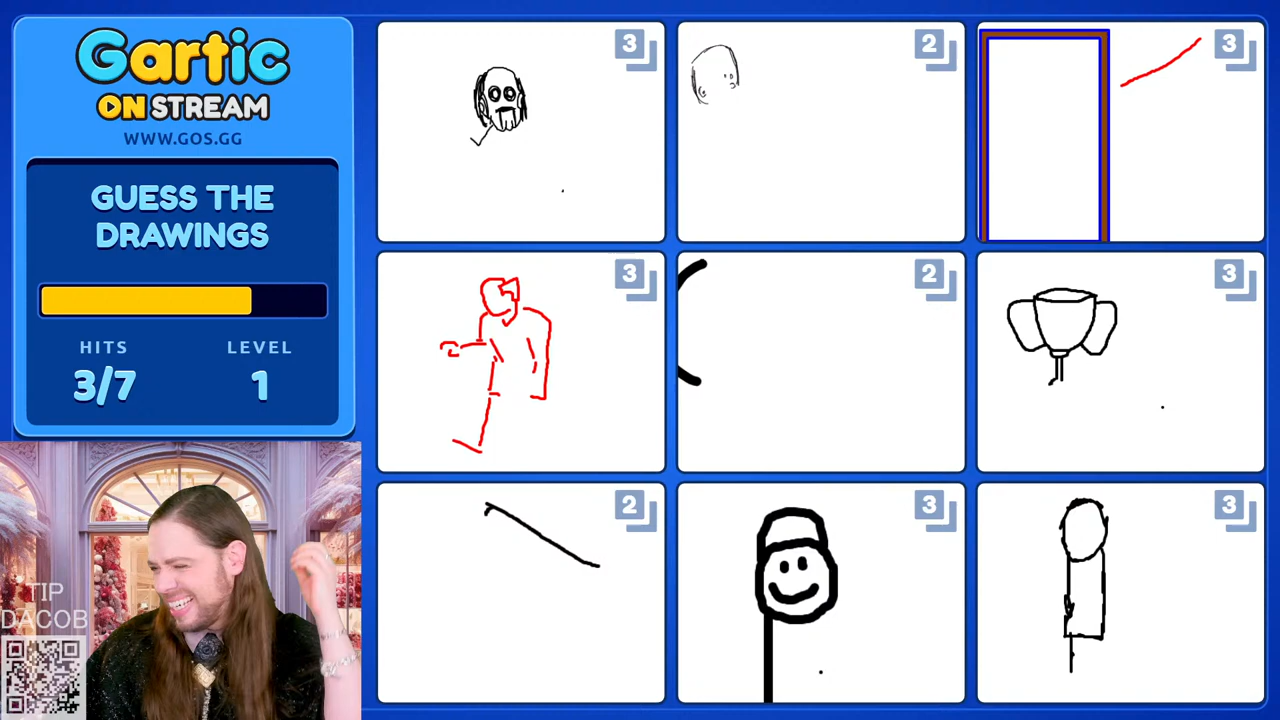 Gartic
ON STREAM
WWW.GOS.GG
GUESS THE
DRAWINGS
HITS
3/7
LEVEL
1
3
2
3
3
2
3
2
3
3
TIP
DACOB